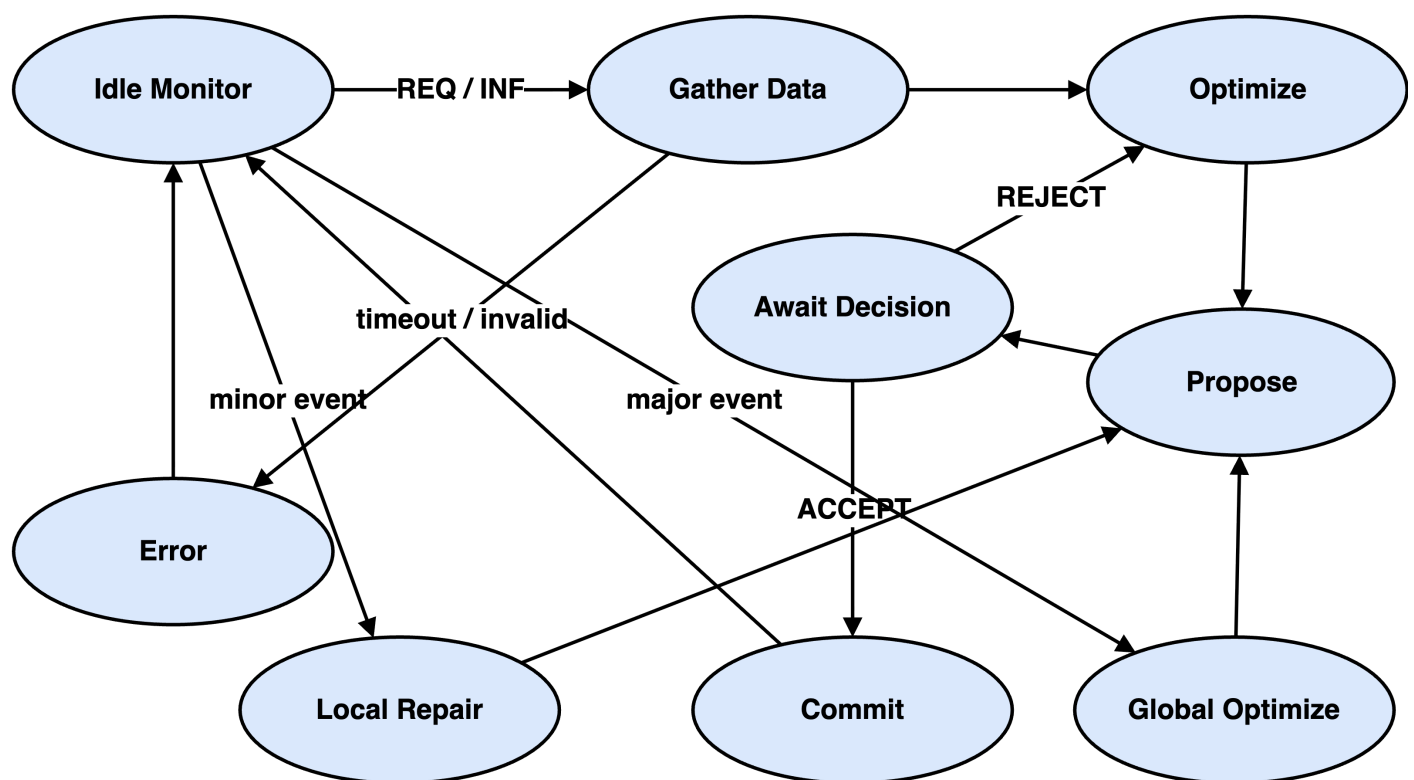 Idle Monitor
REQ / INF
Gather Data
Optimize
REJECT
Await Decision
timeout / invalid
Propose
minor event
major event
ACCEPT
Error
Local Repair
Commit
Global Optimize